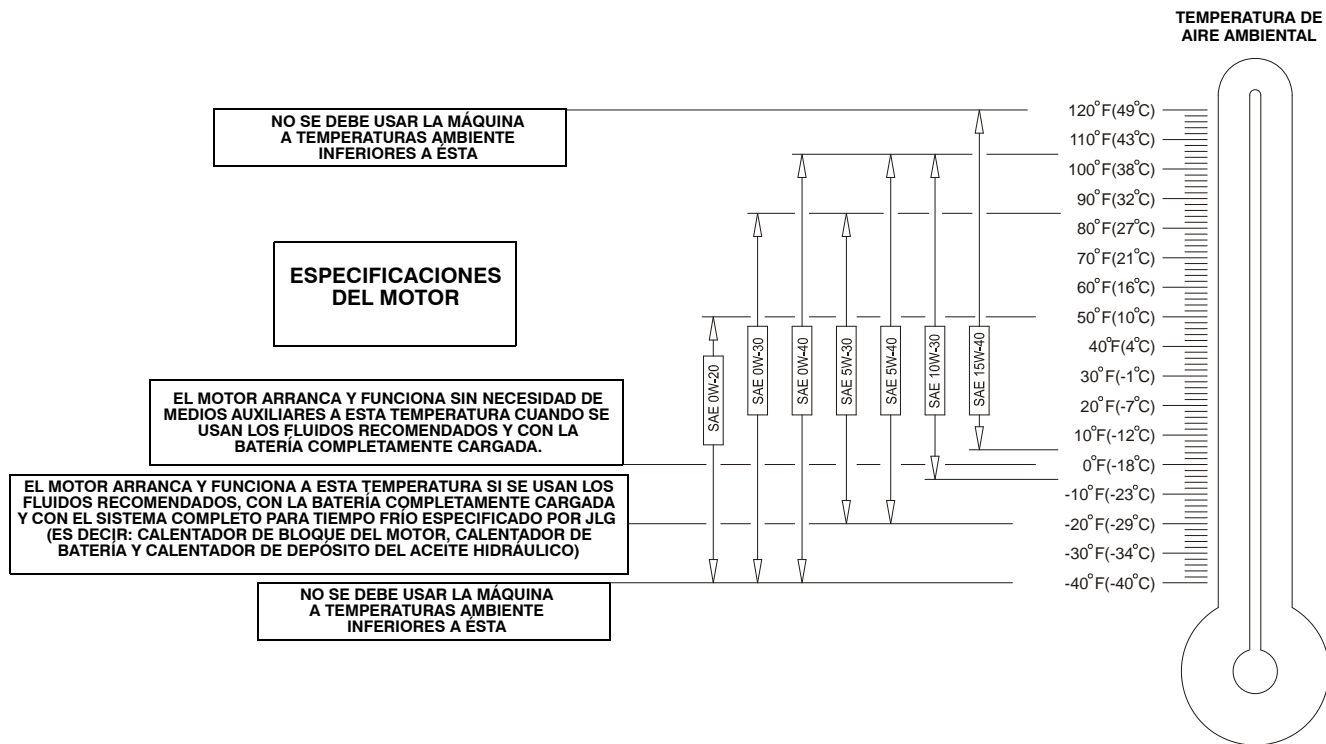 TEMPERATURA DE
AIRE AMBIENTAL
NO SE DEBE USAR LA MÁQUINA
A TEMPERATURAS AMBIENTE
INFERIORES A ÉSTA
ESPECIFICACIONES
DEL MOTOR
EL MOTOR ARRANCA Y FUNCIONA SIN NECESIDAD DE
MEDIOS AUXILIARES A ESTA TEMPERATURA CUANDO SE
USAN LOS FLUIDOS RECOMENDADOS Y CON LA
BATERÍA COMPLETAMENTE CARGADA.
EL MOTOR ARRANCA Y FUNCIONA A ESTA TEMPERATURA SI SE USAN LOS
FLUIDOS RECOMENDADOS, CON LA BATERÍA COMPLETAMENTE CARGADA
Y CON EL SISTEMA COMPLETO PARA TIEMPO FRÍO ESPECIFICADO POR JLG
(ES DECIR: CALENTADOR DE BLOQUE DEL MOTOR, CALENTADOR DE
BATERÍA Y CALENTADOR DE DEPÓSITO DEL ACEITE HIDRÁULICO)
NO SE DEBE USAR LA MÁQUINA
A TEMPERATURAS AMBIENTE
INFERIORES A ÉSTA
SAE 0W-20
SAE 0W-30
SAE 0W-40
SAE 5W-30
SAE 5W-40
SAE 10W-30
SAE 15W-40
120°F(49°C)
110°F(43°C)
100°F(38°C)
90°F(32°C)
80°F(27°C)
70°F(21°C)
60°F(16°C)
50°F(10°C)
40°F(4°C)
30°F(-1°C)
20°F(-7°C)
10°F(-12°C)
0°F(-18°C)
-10°F(-23°C)
-20°F(-29°C)
-30°F(-34°C)
-40°F(-40°C)